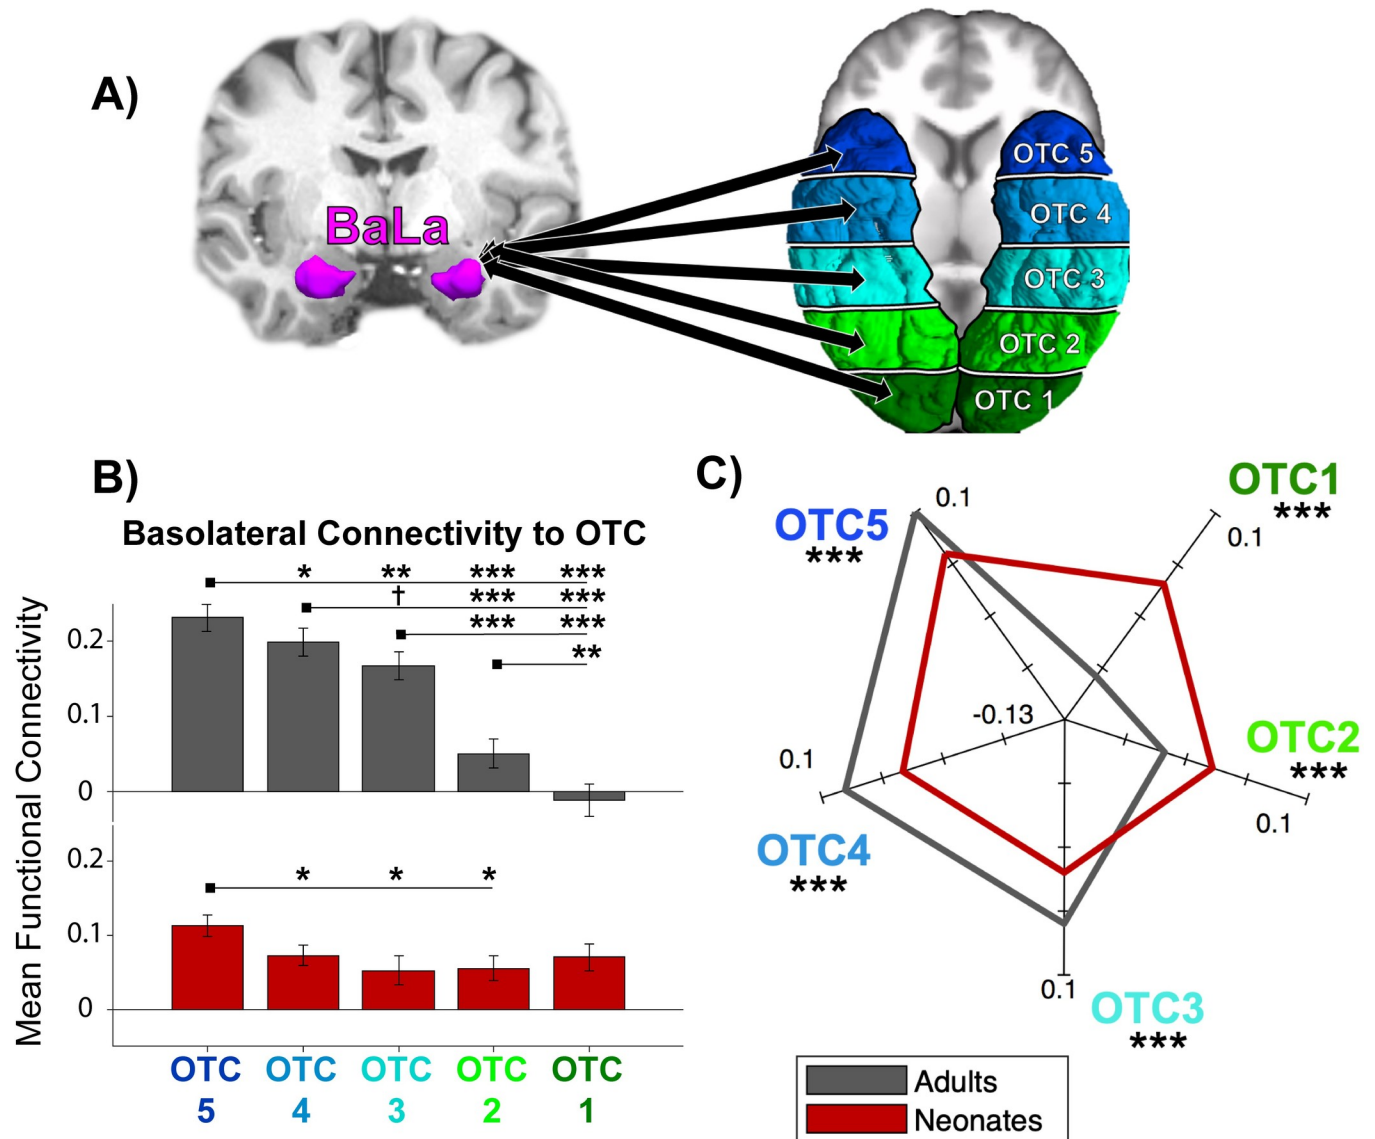 A)
BaLa
OTC 5
OTC 4
OTC 3
OTC 2
OTC 1
B)
Basolateral Connectivity to OTC
* ** *** ***
† *** ***
*** ***
**
Mean Functional Connectivity
0.2
0.1
0
* * *
0.2
0.1
0
OTC OTC OTC OTC OTC
5 4 3 2 1
C)
OTC1
***
0.1
OTC5
***
0.1
-0.13
OTC2
***
0.1
0.1
OTC4
***
0.1
OTC3
***
Adults
Neonates